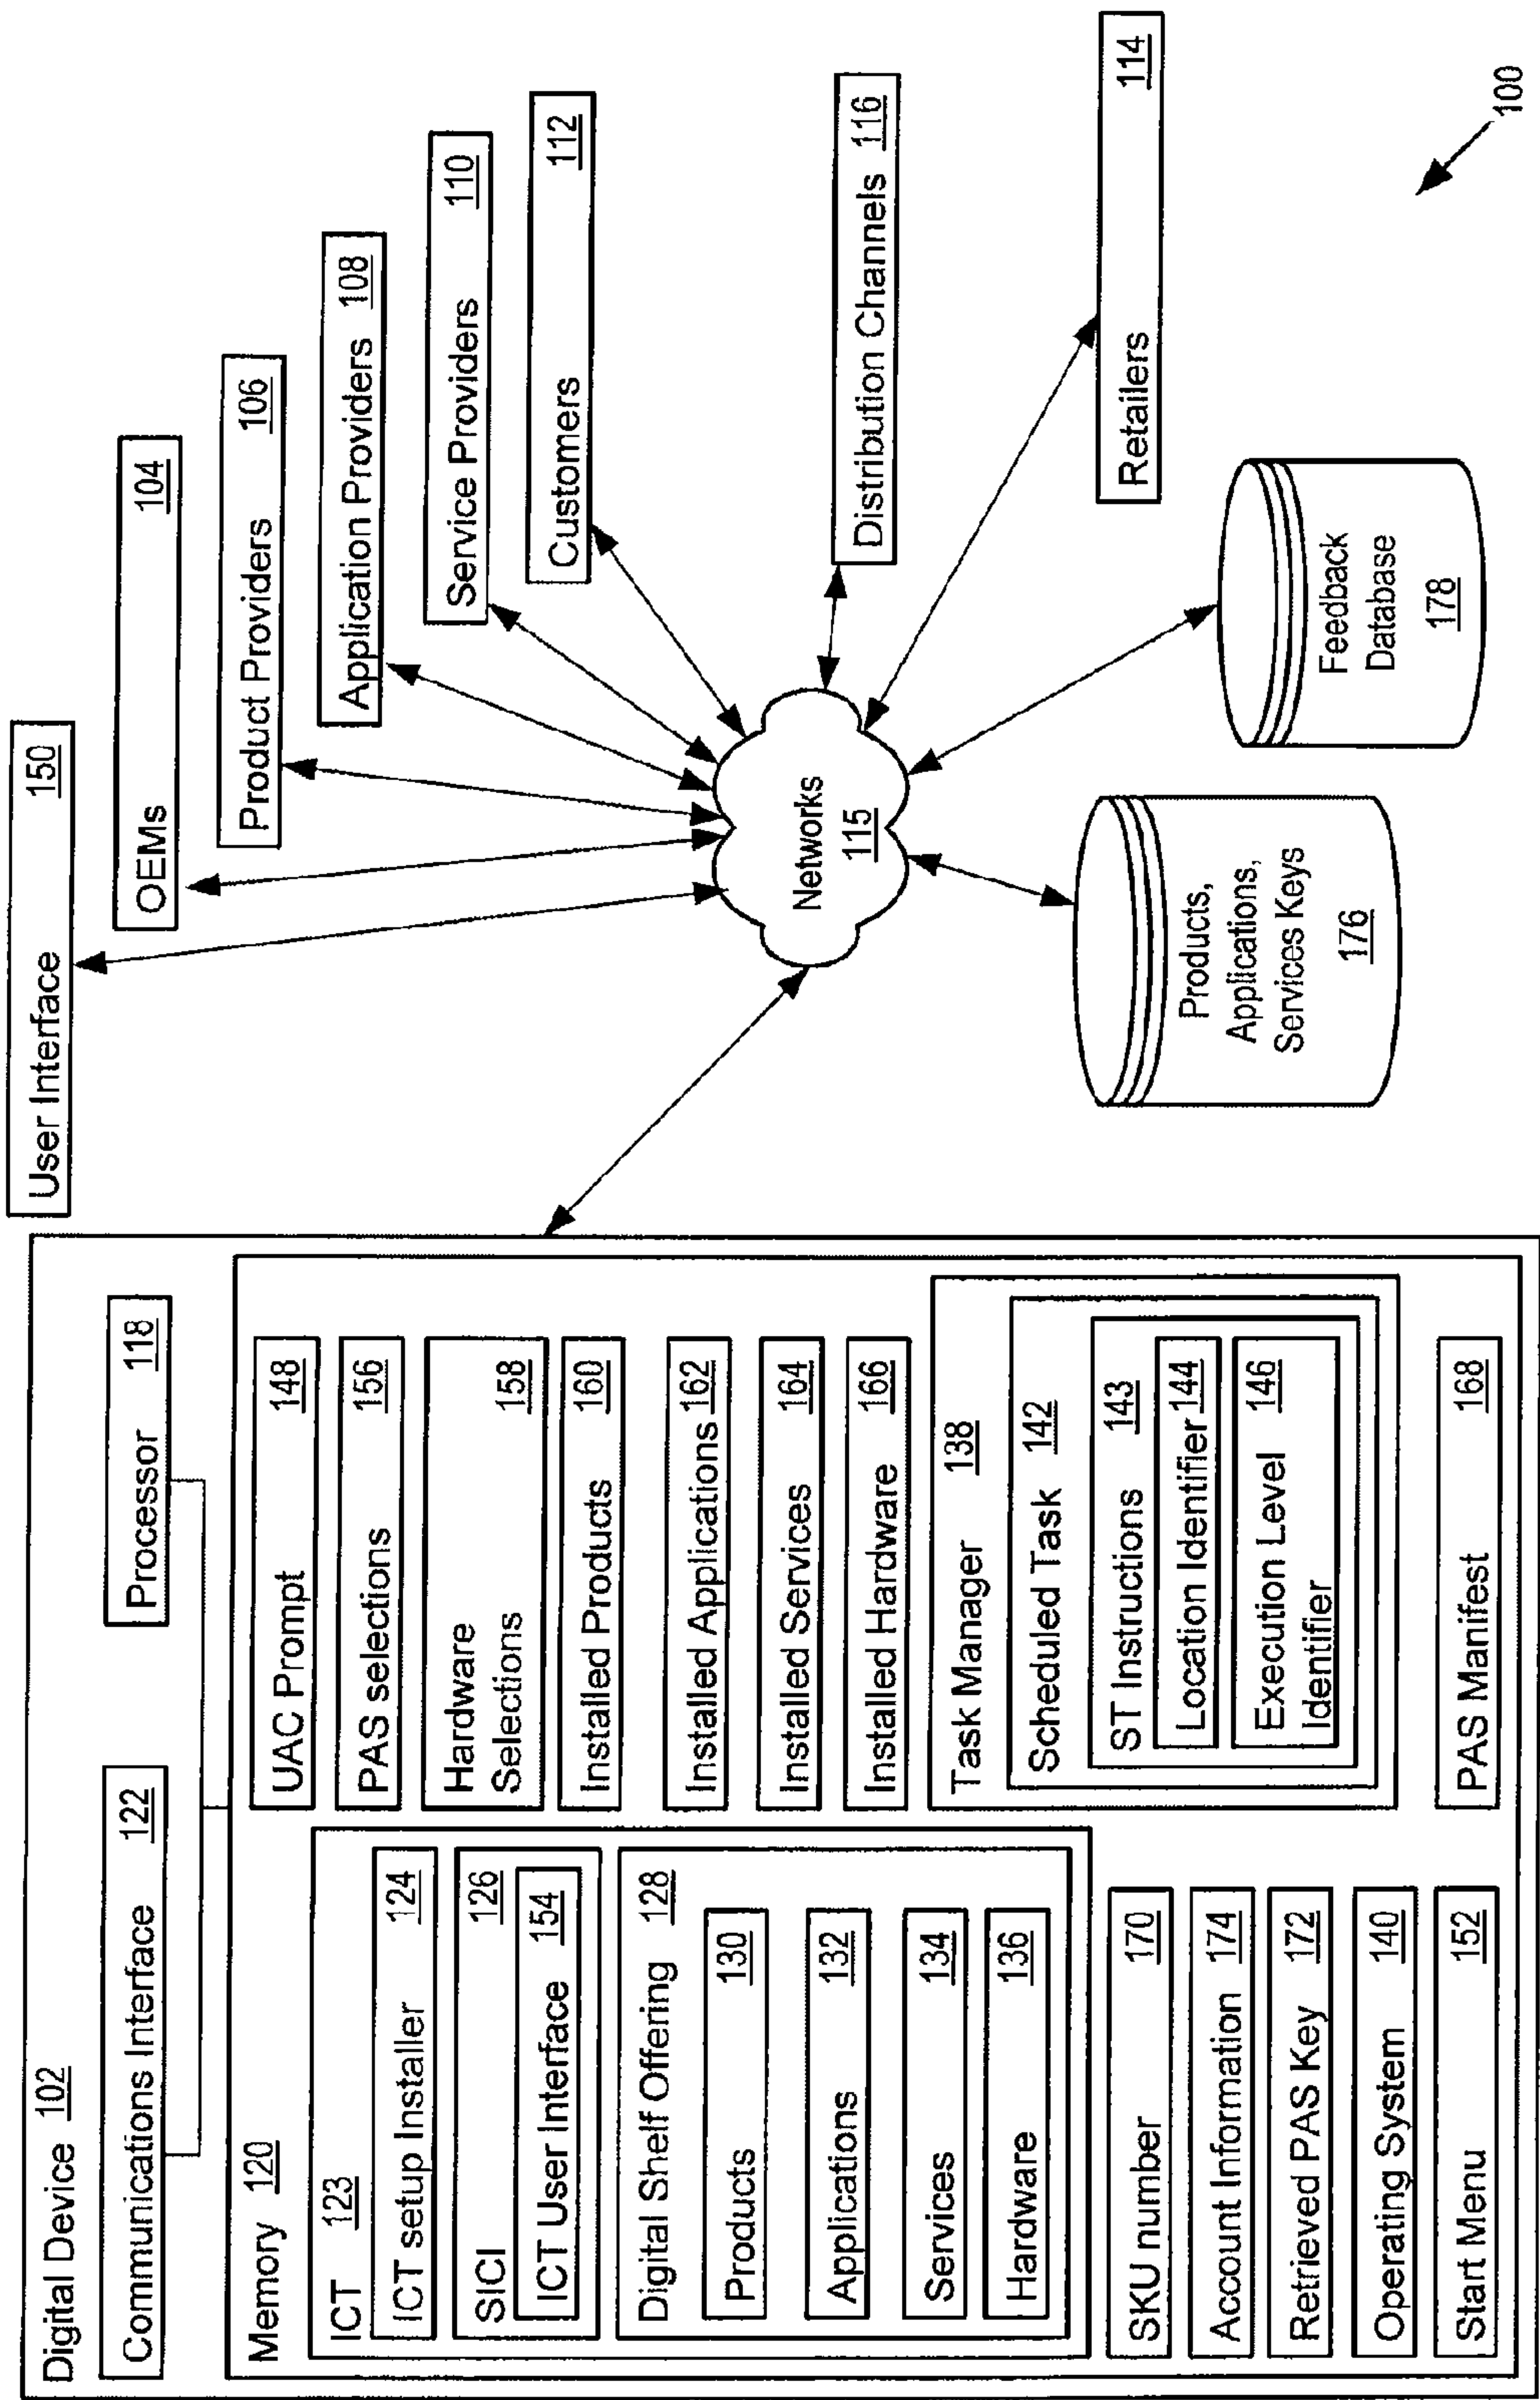 Digital Device 102
Communications Interface 122
Processor 118
Memory 120
ICT 123
ICT setup Installer 124
SICI 126
ICT User Interface 154
Digital Shelf Offering 128
Products 130
Applications 132
Services 134
Hardware 136
SKU number 170
Account Information 174
Retrieved PAS Key 172
Operating System 140
Start Menu 152
UAC Prompt 148
PAS selections 156
Hardware
Selections 158
Installed Products 160
Installed Applications 162
Installed Services 164
Installed Hardware 166
Task Manager 138
Scheduled Task 142
ST Instructions 143
Location Identifier 144
Execution Level 146
Identifier
PAS Manifest 168
User Interface 150
OEMs 104
Product Providers 106
Application Providers 108
Service Providers 110
Customers 112
Networks
115
Distribution Channels 116
Retailers 114
Products,
Applications,
Services Keys
176
Feedback
Database
178
100